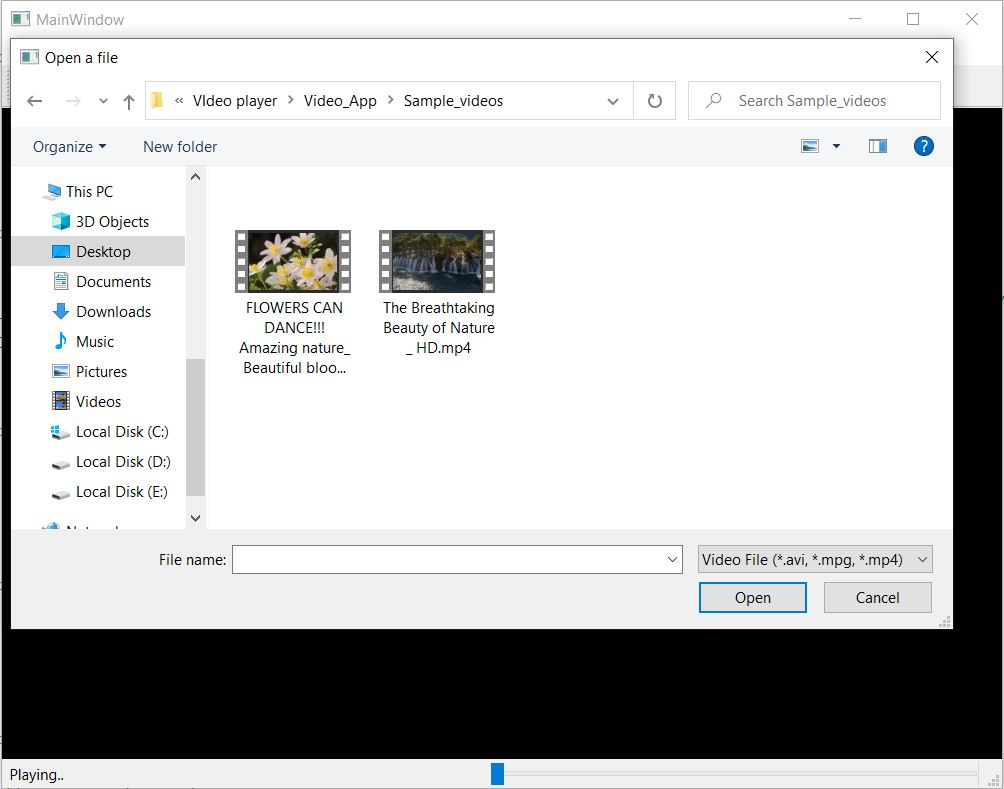 MainWindow
Open a file
« VIdeo player > Video_App > Sample_videos
Search Sample_videos
Organize
New folder
?
This PC
3D Objects
Desktop
Documents
Downloads
Music
Pictures
Videos
Local Disk (C:)
Local Disk (D:)
Local Disk (E:)
FLOWERS CAN
DANCE!!!
Amazing nature_
Beautiful bloo...
The Breathtaking
Beauty of Nature
_ HD.mp4
File name:
Video File (*.avi, *.mpg, *.mp4)
Open
Cancel
Playing..